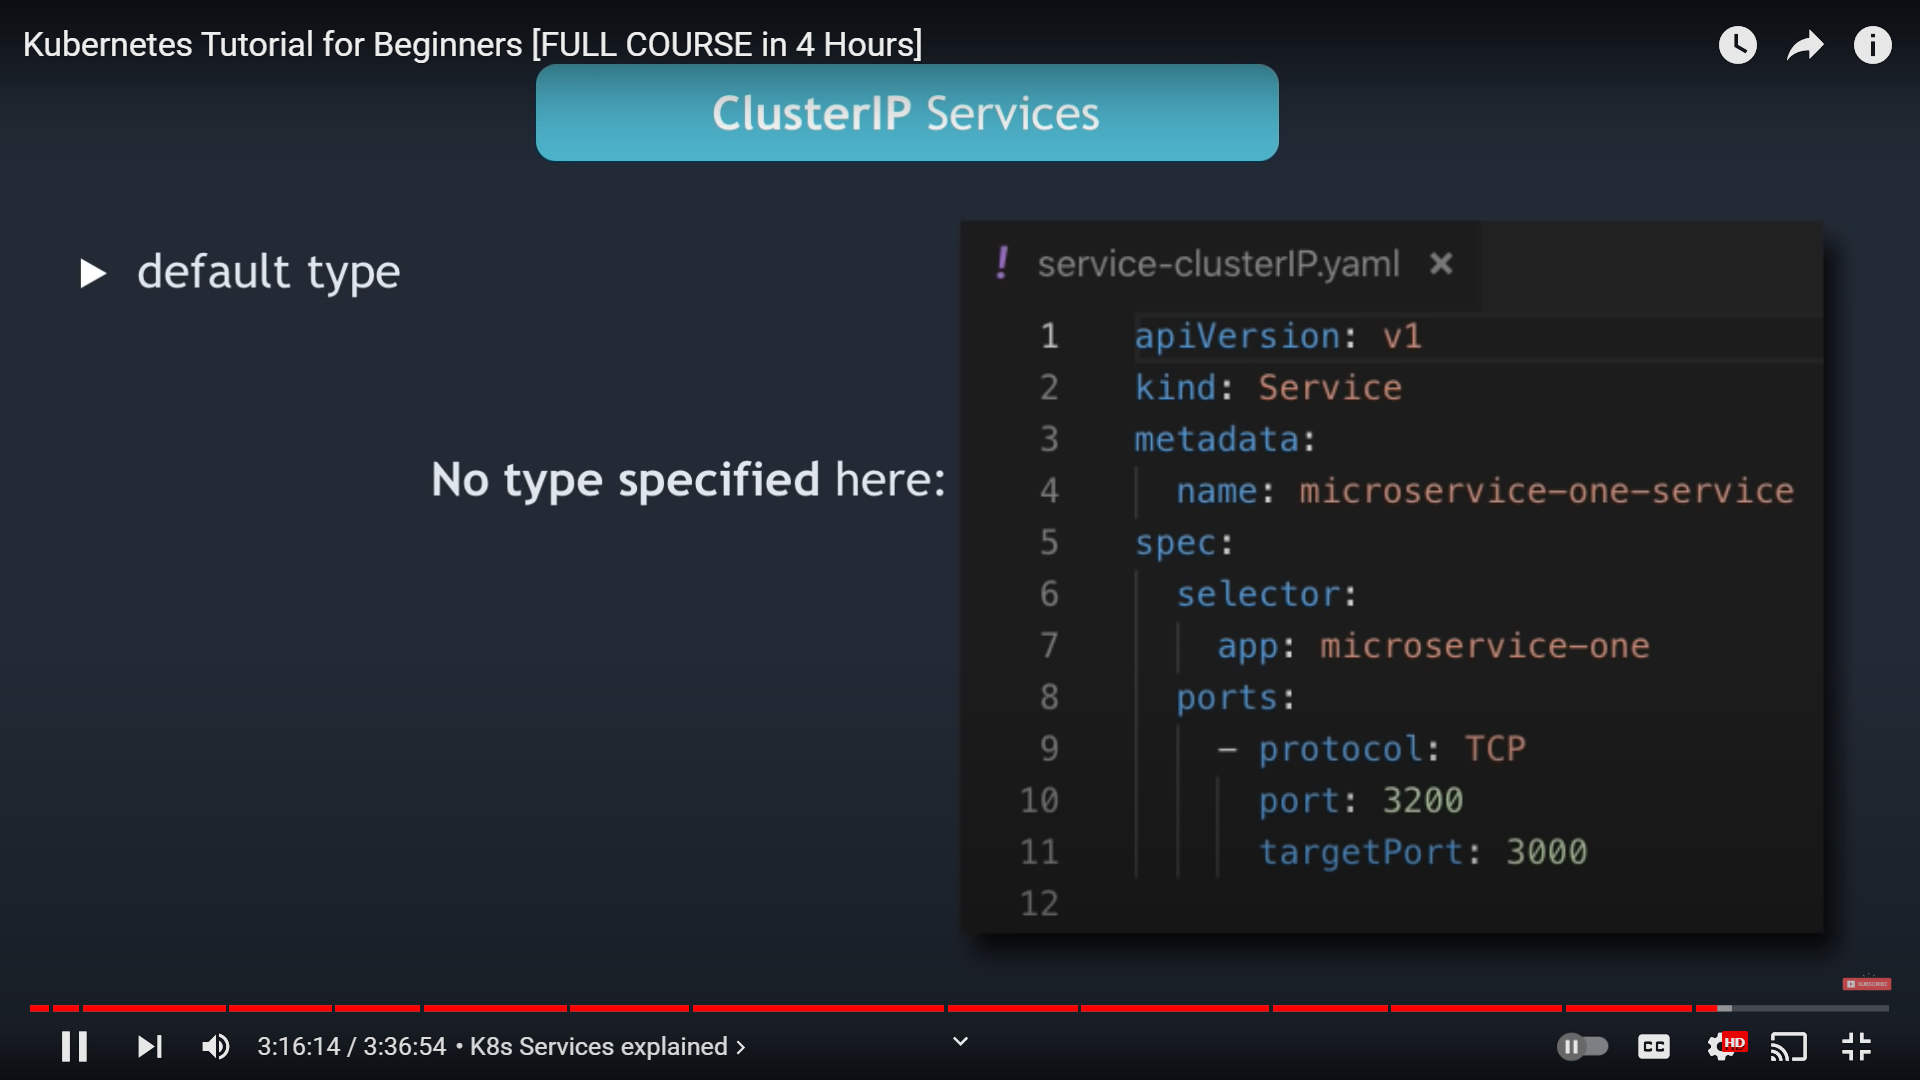 Kubernetes Tutorial for Beginners [FULL COURSE in 4 Hours]
ClusterIP Services
default type
No type specified here:
! service-clusterIP.yaml ×
1 apiVersion: v1
2 kind: Service
3 metadata:
4 name: microservice-one-service
5 spec:
6 selector:
7 app: microservice-one
8 ports:
9 - protocol: TCP
10 port: 3200
11 targetPort: 3000
12
SUBSCRIBE
3:16:14 / 3:36:54 • K8s Services explained >
CC
HD